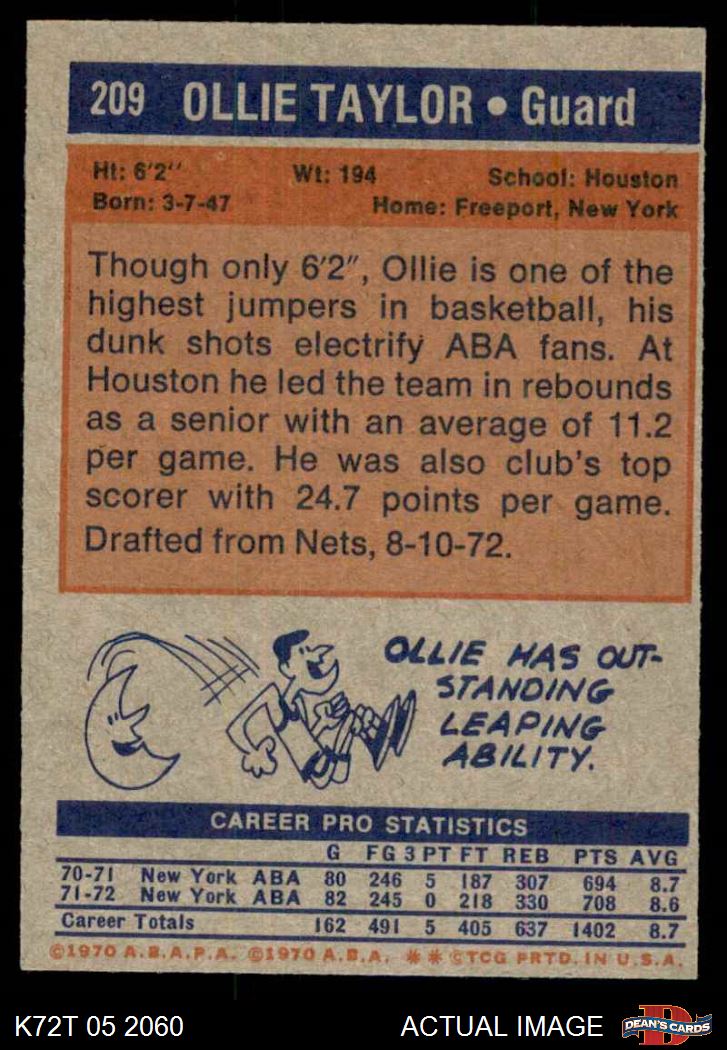 209 OLLIE TAYLOR • Guard
Ht: 6'2" Wt: 194 School: Houston
Born: 3-7-47 Home: Freeport, New York
Though only 6'2", Ollie is one of the
highest jumpers in basketball, his
dunk shots electrify ABA fans. At
Houston he led the team in rebounds
as a senior with an average of 11.2
per game. He was also club's top
scorer with 24.7 points per game.
Drafted from Nets, 8-10-72.
OLLIE HAS OUT-
STANDING
LEAPING
ABILITY.
CAREER PRO STATISTICS
G FG 3 PT FT REB PTS AVG
70-71 New York ABA 80 246 5 187 307 694 8.7
71-72 New York ABA 82 245 0 218 330 708 8.6
Career Totals 162 491 5 405 637 1402 8.7
©1970 A.B.A.P.A. ©1970 A.B.A. ** ©TCG PRTD. IN U.S.A.
K72T 05 2060 ACTUAL IMAGE D DEAN'S CARDS